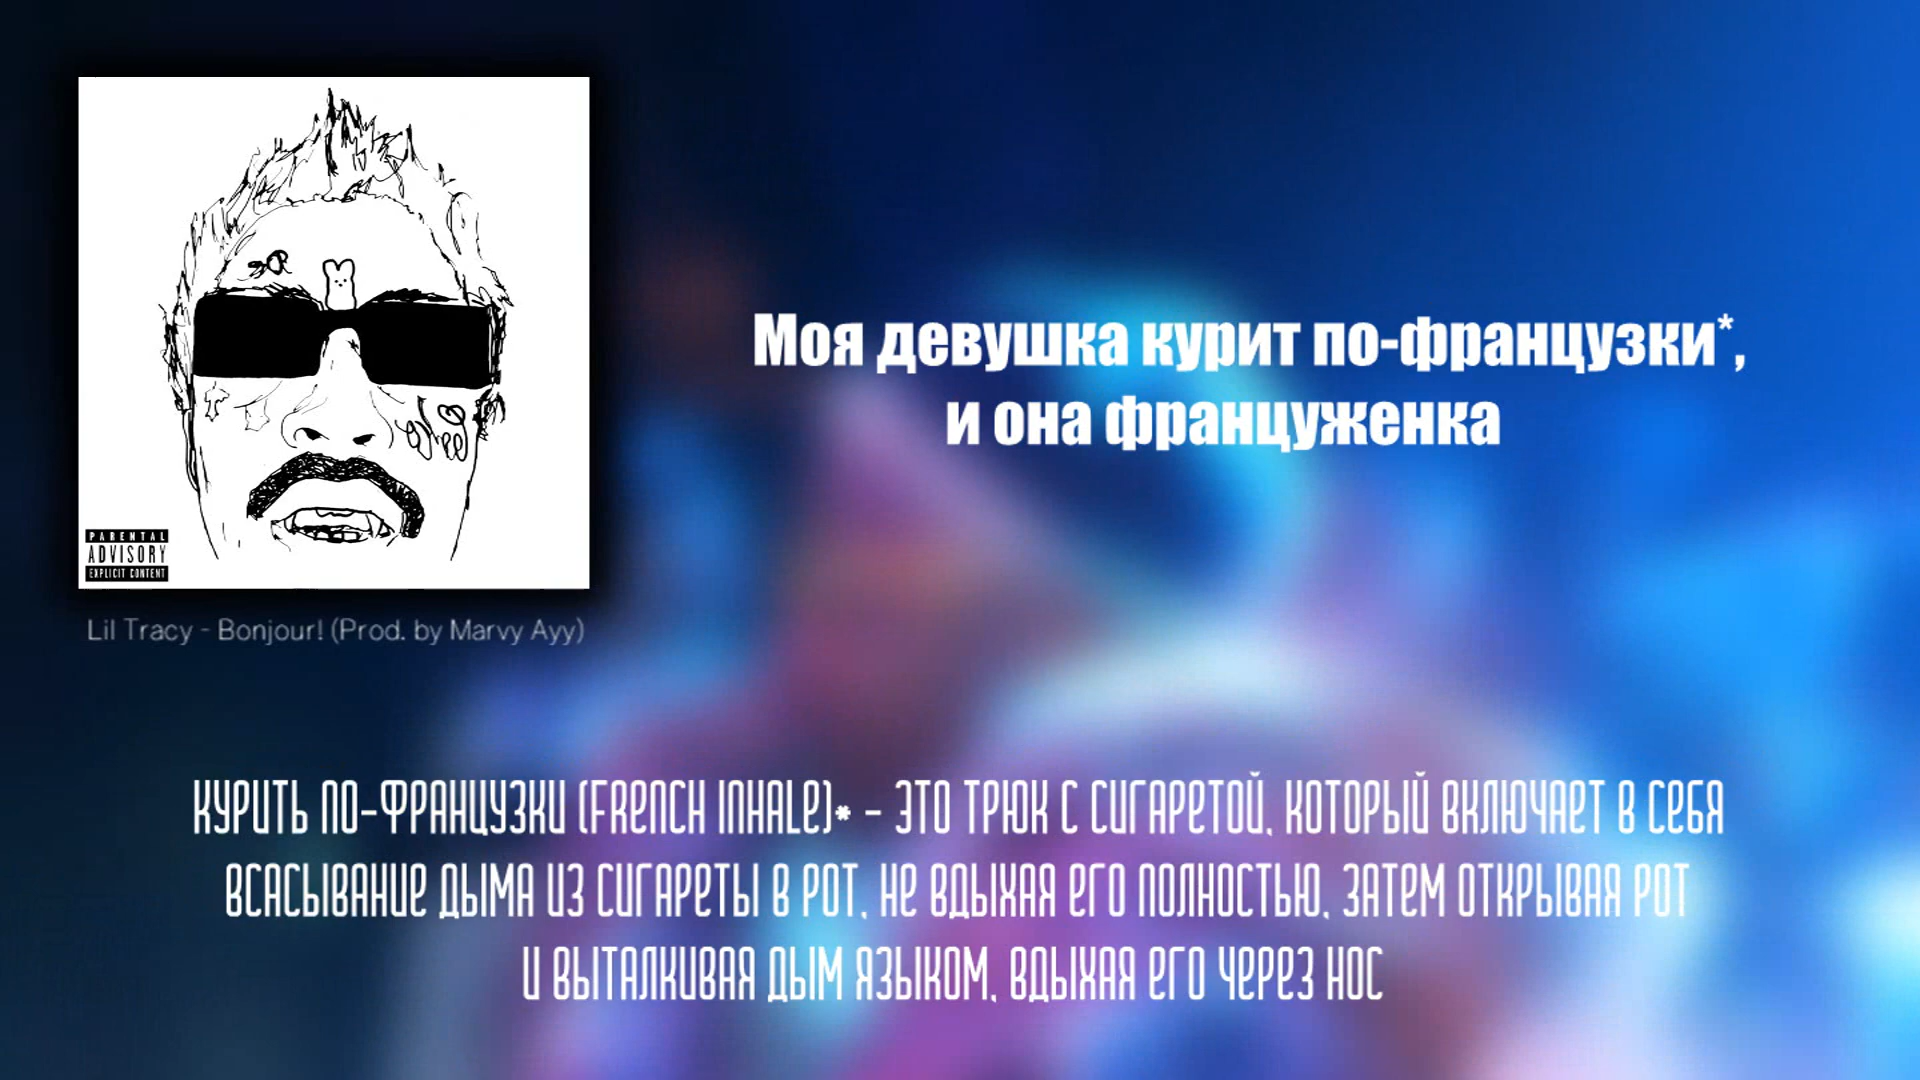 PARENTAL
ADVISORY
EXPLICIT CONTENT
Lil Tracy - Bonjour! (Prod. by Marvy Ayy)
Моя девушка курит по-французки*,
и она француженка
КУРИТЬ ПО-ФРАНЦУЗКИ (FRENCH INHALE)* - ЭТО ТРЮК С СИГАРЕТОЙ, КОТОРЫЙ ВКЛЮЧАЕТ В СЕБЯ
ВСАСЫВАНИЕ ДЫМА ИЗ СИГАРЕТЫ В РОТ, НЕ ВДЫХАЯ ЕГО ПОЛНОСТЬЮ, ЗАТЕМ ОТКРЫВАЯ РОТ
И ВЫТАЛКИВАЯ ДЫМ ЯЗЫКОМ, ВДЫХАЯ ЕГО ЧЕРЕЗ НОС